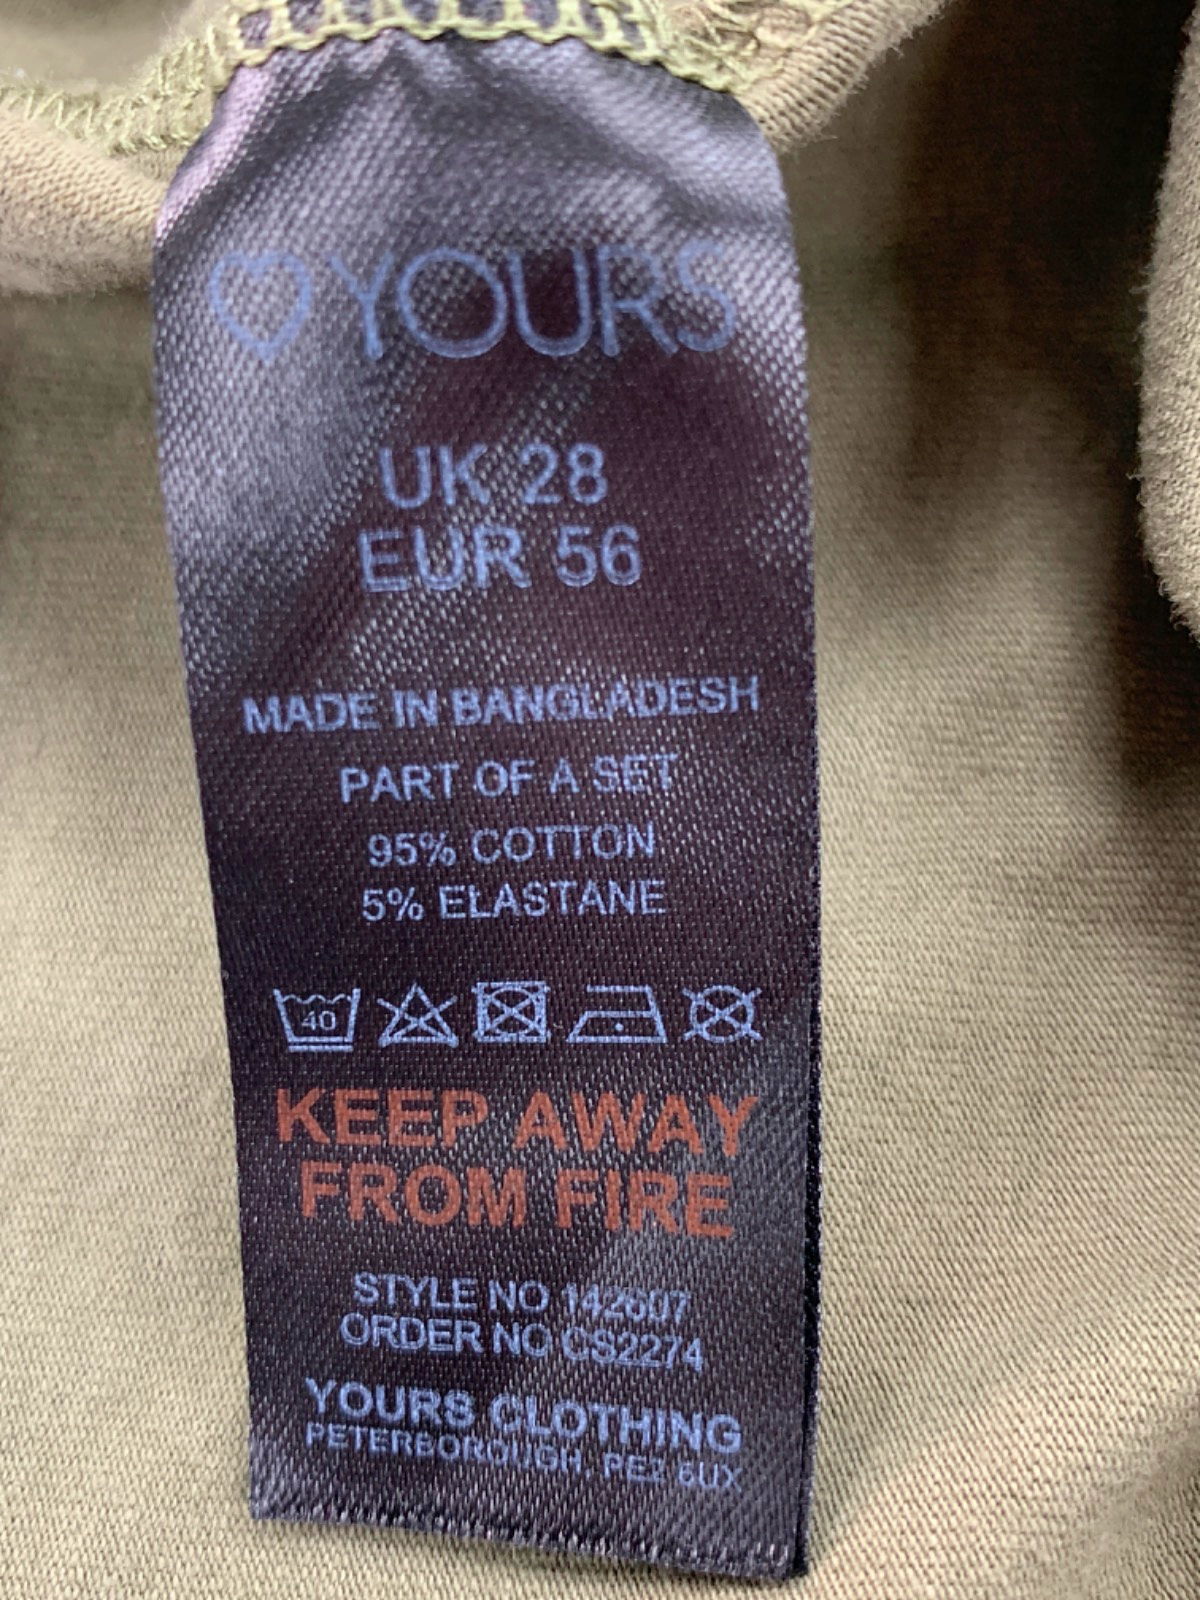 YOURS
UK 28
EUR 56
MADE IN BANGLADESH
PART OF A SET
95% COTTON
5% ELASTANE
40
KEEP AWAY
FROM FIRE
STYLE NO 142607
ORDER NO CS2274
YOURS CLOTHING
PETERBOROUGH, PE2 6UX